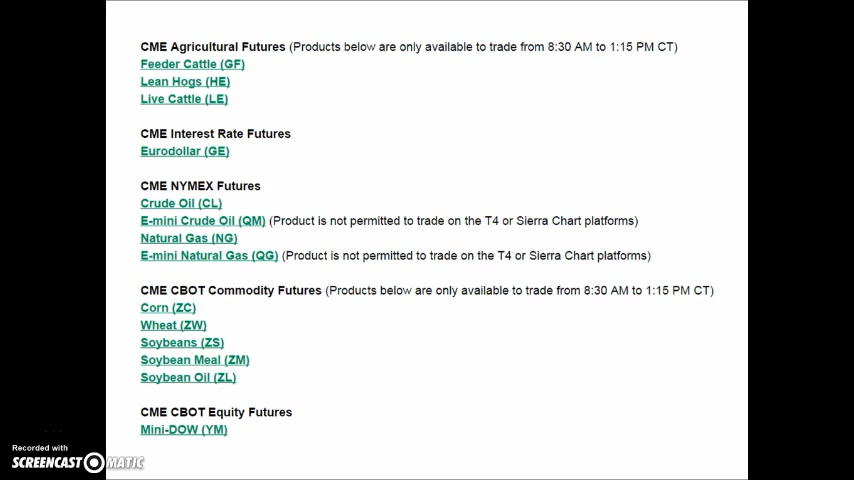 CME Agricultural Futures (Products below are only available to trade from 8:30 AM to 1:15 PM CT)
Feeder Cattle (GF)
Lean Hogs (HE)
Live Cattle (LE)
CME Interest Rate Futures
Eurodollar (GE)
CME NYMEX Futures
Crude Oil (CL)
E-mini Crude Oil (QM) (Product is not permitted to trade on the T4 or Sierra Chart platforms)
Natural Gas (NG)
E-mini Natural Gas (QG) (Product is not permitted to trade on the T4 or Sierra Chart platforms)
CME CBOT Commodity Futures (Products below are only available to trade from 8:30 AM to 1:15 PM CT)
Corn (ZC)
Wheat (ZW)
Soybeans (ZS)
Soybean Meal (ZM)
Soybean Oil (ZL)
CME CBOT Equity Futures
Mini-DOW (YM)
Recorded with
SCREENCAST MATIC